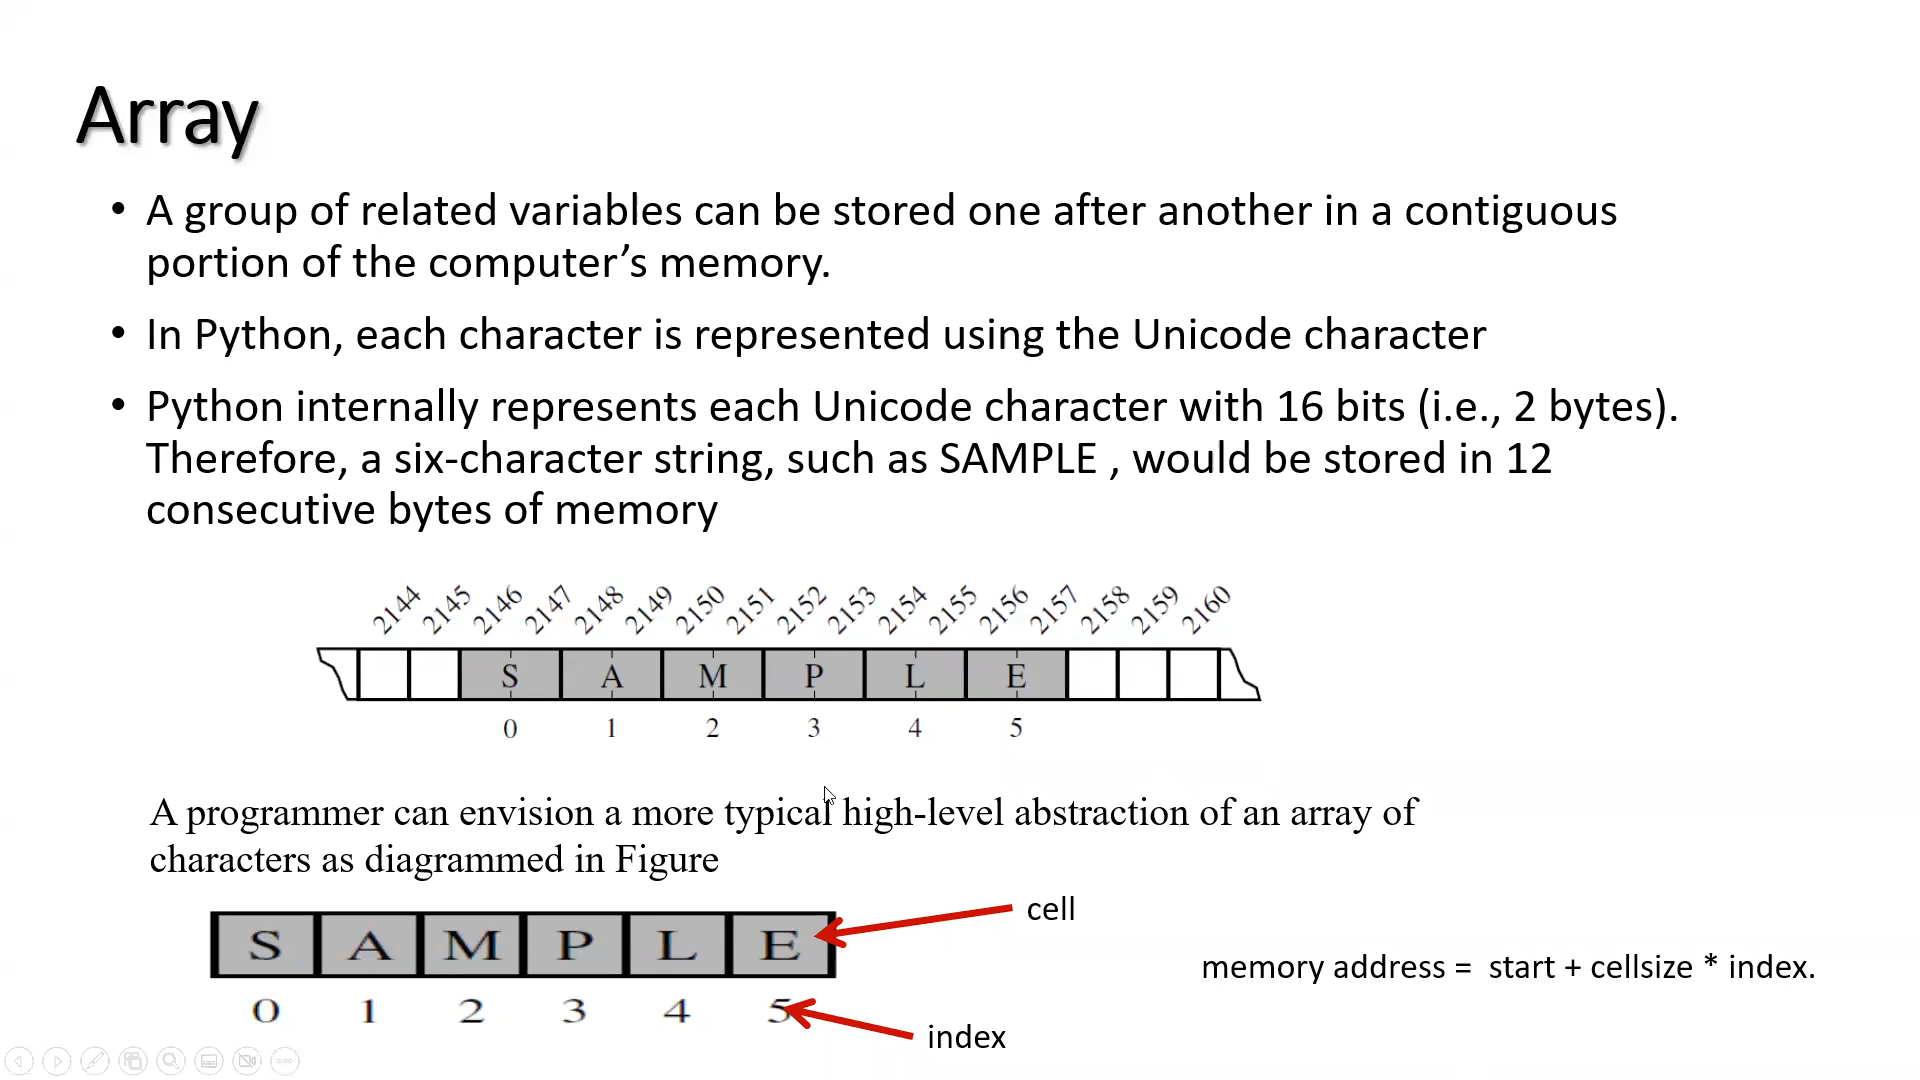 Array
• A group of related variables can be stored one after another in a contiguous
portion of the computer’s memory.
• In Python, each character is represented using the Unicode character
• Python internally represents each Unicode character with 16 bits (i.e., 2 bytes).
Therefore, a six-character string, such as SAMPLE , would be stored in 12
consecutive bytes of memory
2144 2145 2146 2147 2148 2149 2150 2151 2152 2153 2154 2155 2156 2157 2158 2159 2160
S A M P L E
0 1 2 3 4 5
A programmer can envision a more typical high-level abstraction of an array of
characters as diagrammed in Figure
cell
S A M P L E
memory address = start + cellsize * index.
0 1 2 3 4 5
index